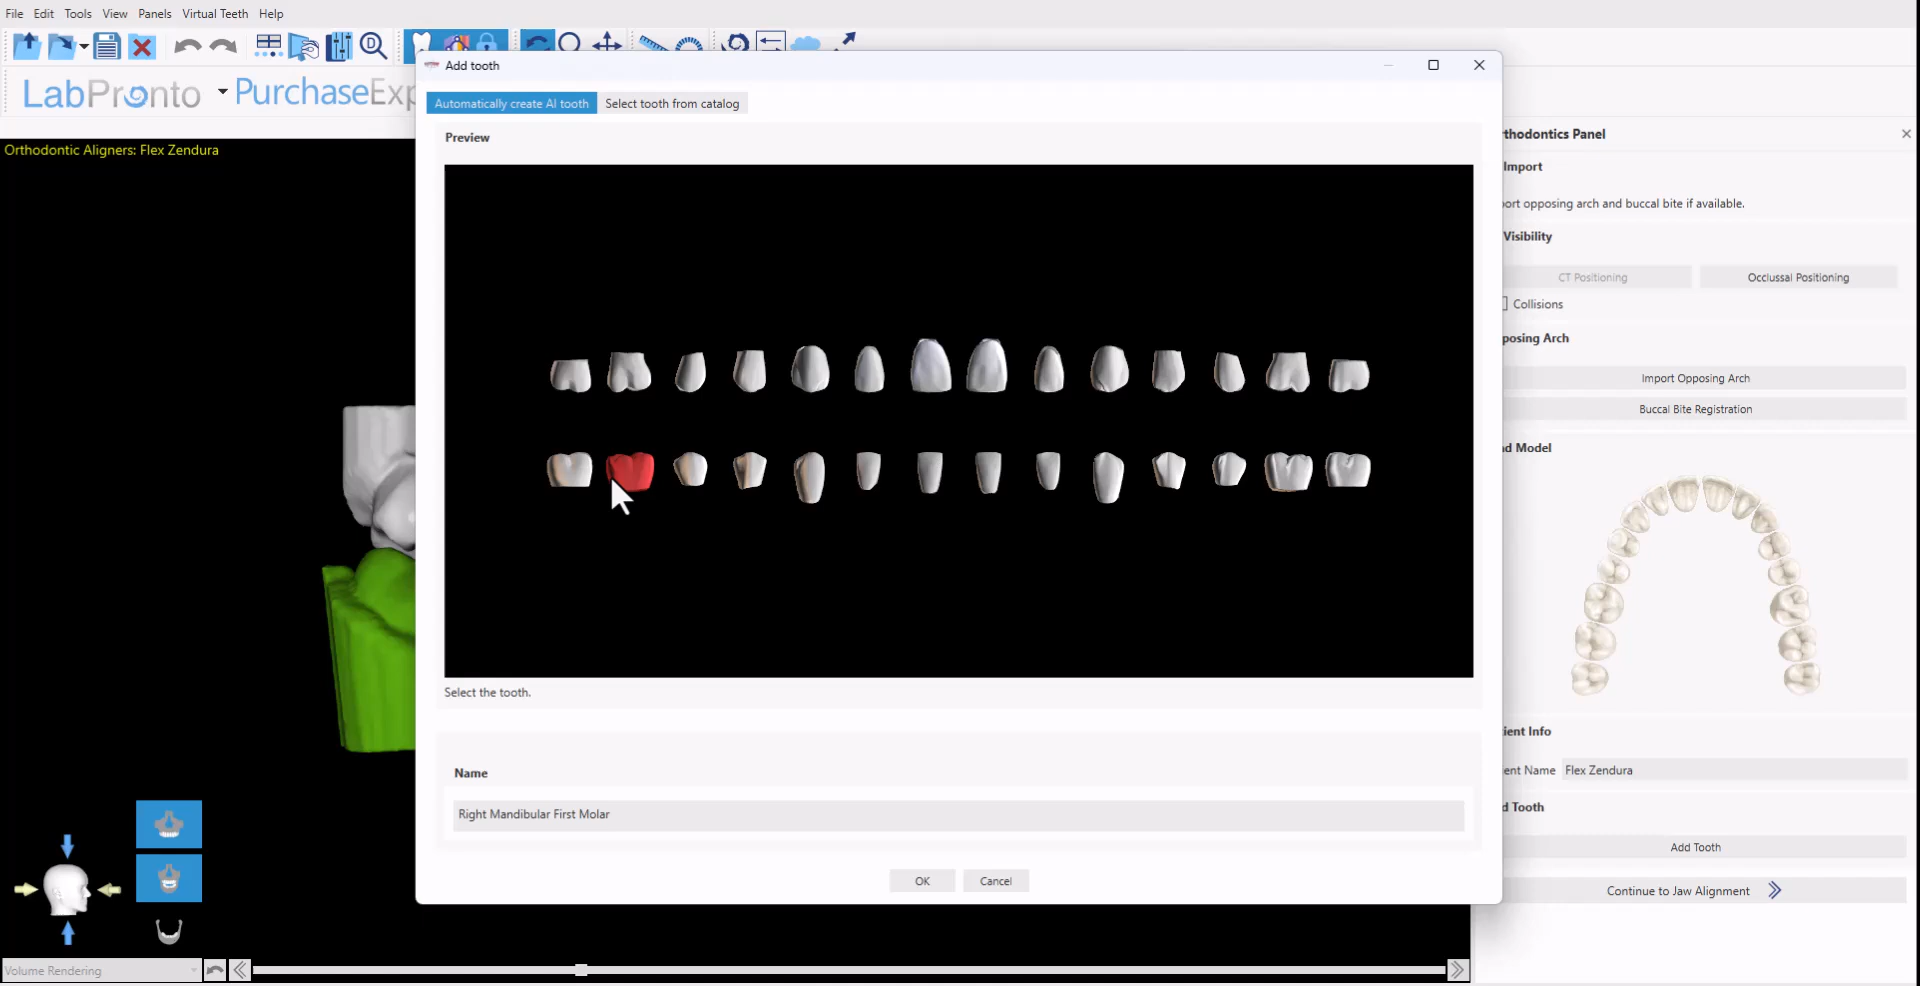 File Edit Tools View Panels Virtual Teeth Help
LabPronto PurchaseExp
Orthodontic Aligners: Flex Zendura
Add tooth
Automatically create AI tooth Select tooth from catalog
Preview
Select the tooth.
Name
Right Mandibular First Molar
OK Cancel
Volume Rendering
rthodontics Panel
Import
ort opposing arch and buccal bite if available.
Visibility
CT Positioning Occlussal Positioning
Collisions
posing Arch
Import Opposing Arch
Buccal Bite Registration
d Model
ient Info
ent Name Flex Zendura
d Tooth
Add Tooth
Continue to Jaw Alignment